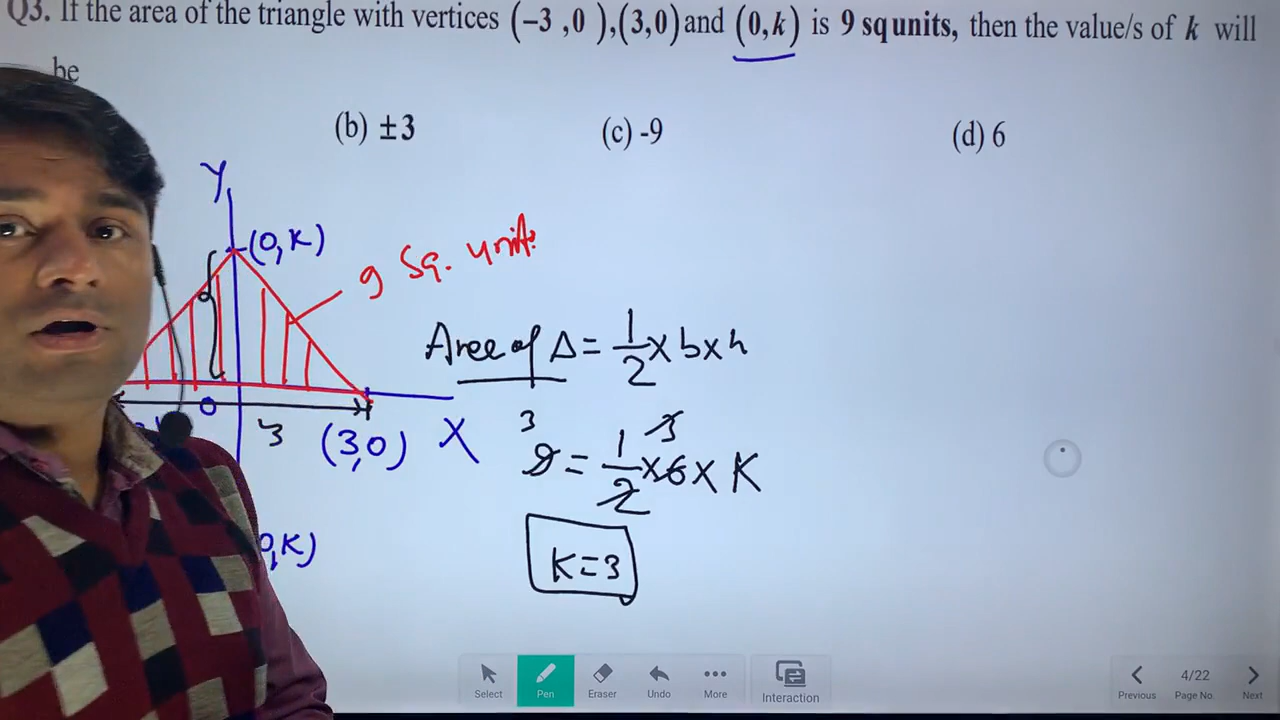 Q3. If the area of the triangle with vertices (−3 ,0 ),(3,0) and (0,k) is 9 squnits, then the value/s of k will
be
(b) ±3
(c) -9
(d) 6
Y
(0,K)
9 Sq. units
Area of Δ = 1/2 x b x h
O
3
(3,0)
X
3
3
9 = 1/2 x 6 x K
,K)
K=3
Select
Pen
Eraser
Undo
More
Interaction
Previous
4/22
Page No.
Next